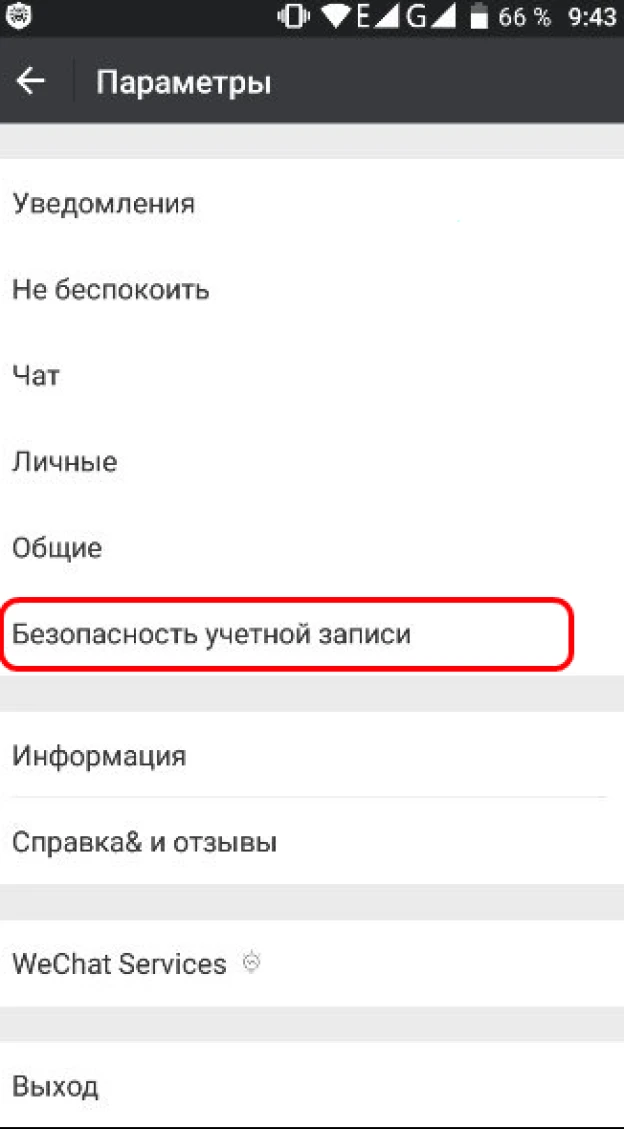 E G 66 % 9:43
Параметры
Уведомления
Не беспокоить
Чат
Личные
Общие
Безопасность учетной записи
Информация
Справка& и отзывы
WeChat Services
Выход